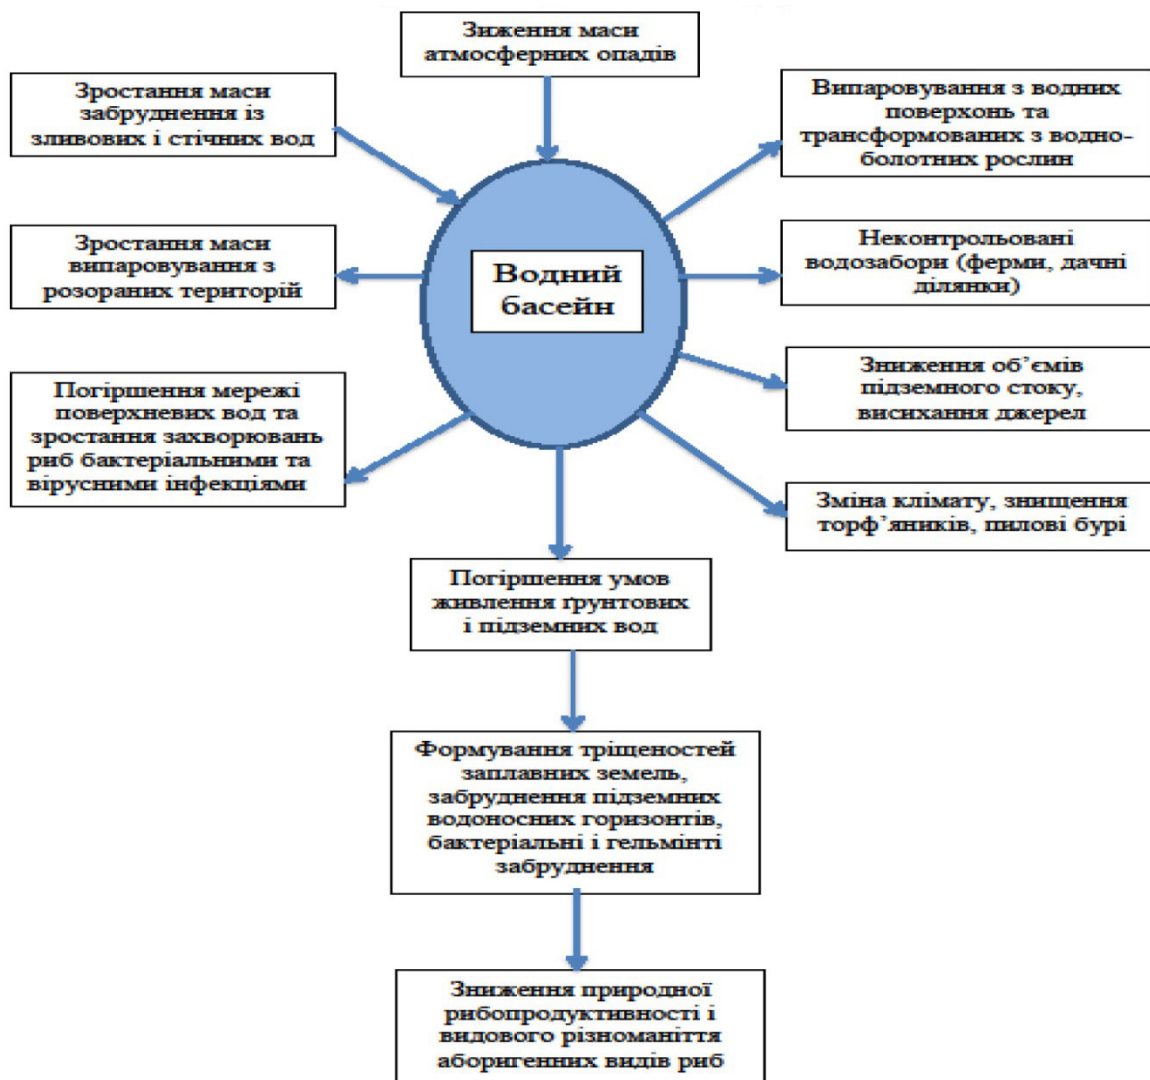 Зиження маси
атмосферних опадів
Зростання маси
забруднення із
зливових і стічних вод
Випаровування з водних
поверхонь та
трансформованих з водно-
болотних рослин
Зростання маси
випаровування з
розораних територій
Водний
басейн
Неконтрольовані
водозабори (ферми, дачні
ділянки)
Погіршення мережі
поверхневих вод та
зростання захворювань
риб бактеріальними та
вірусними інфекціями
Зниження об’ємів
підземного стоку,
висихання джерел
Зміна клімату, знищення
торф’яників, пилові бурі
Погіршення умов
живлення ґрунтових
і підземних вод
Формування тріщеностей
заплавних земель,
забруднення підземних
водоносних горизонтів,
бактеріальні і гельмінті
забруднення
Зниження природної
рибопродуктивності і
видового різноманіття
аборигенних видів риб